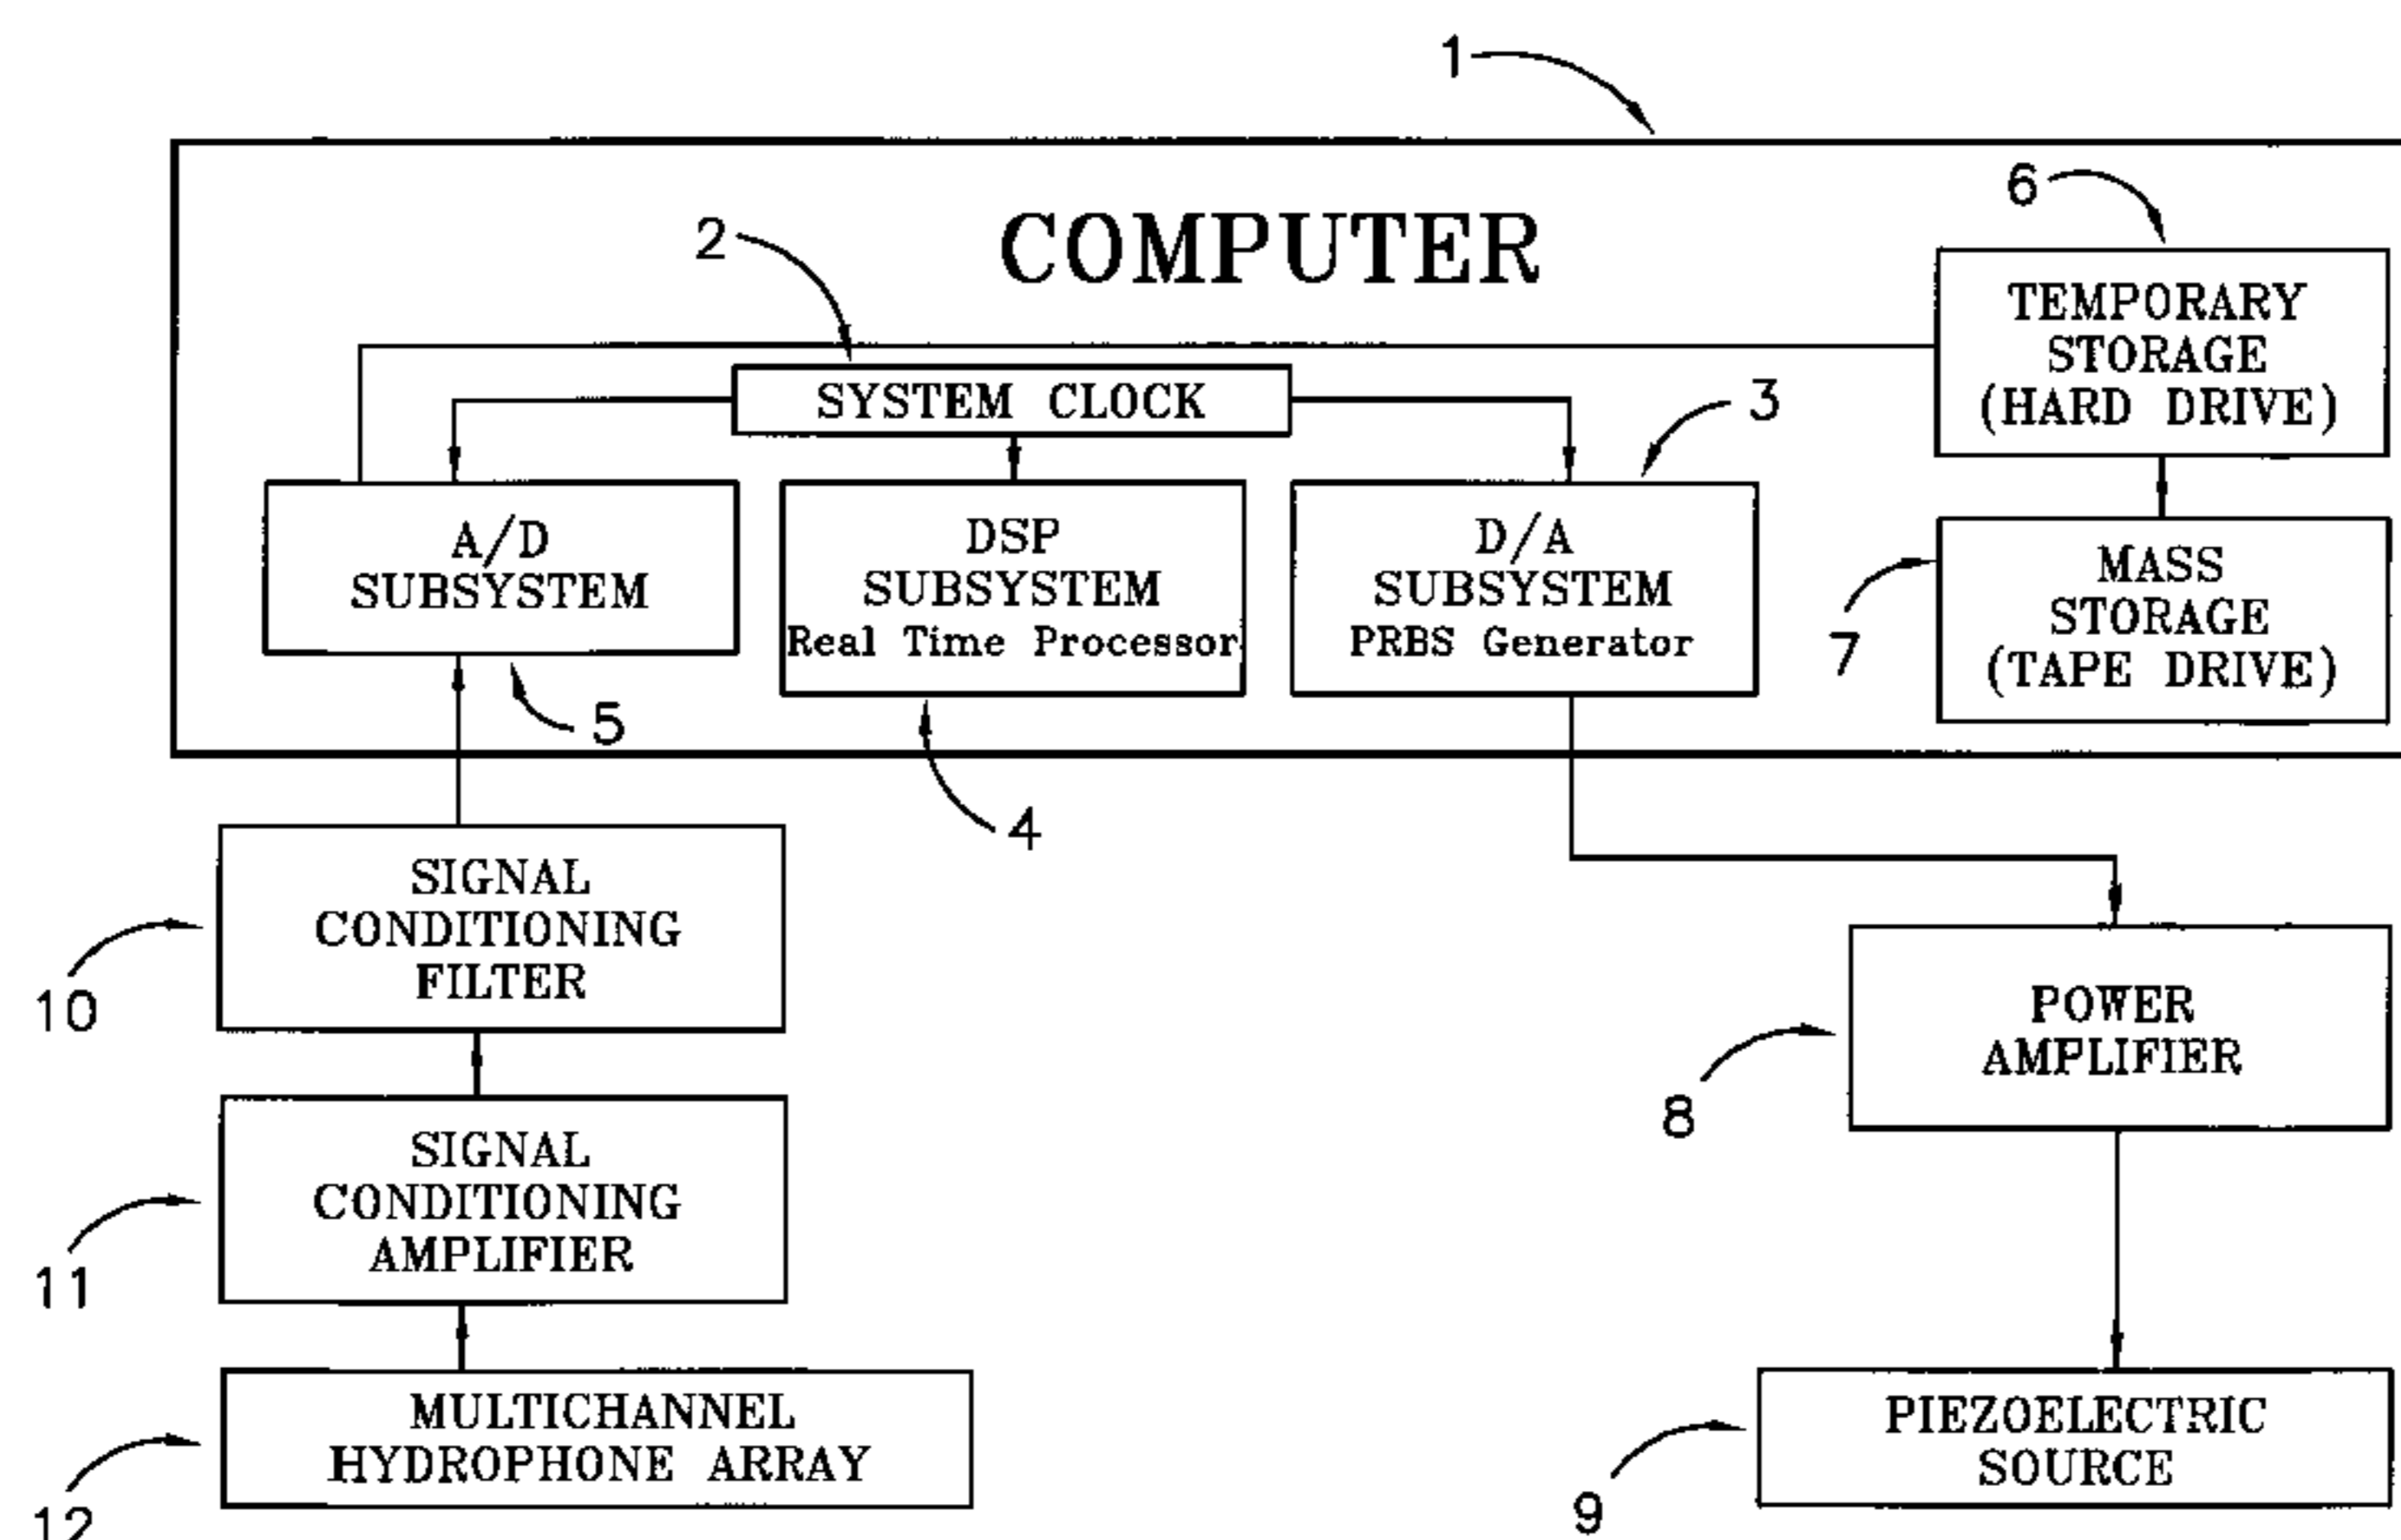 1
6
2
COMPUTER
TEMPORARY
STORAGE
(HARD DRIVE)
SYSTEM CLOCK
3
A/D
SUBSYSTEM
DSP
SUBSYSTEM
Real Time Processor
D/A
SUBSYSTEM
PRBS Generator
MASS
STORAGE
(TAPE DRIVE)
7
5
4
SIGNAL
CONDITIONING
FILTER
10
POWER
AMPLIFIER
8
SIGNAL
CONDITIONING
AMPLIFIER
11
MULTICHANNEL
HYDROPHONE ARRAY
12
PIEZOELECTRIC
SOURCE
9